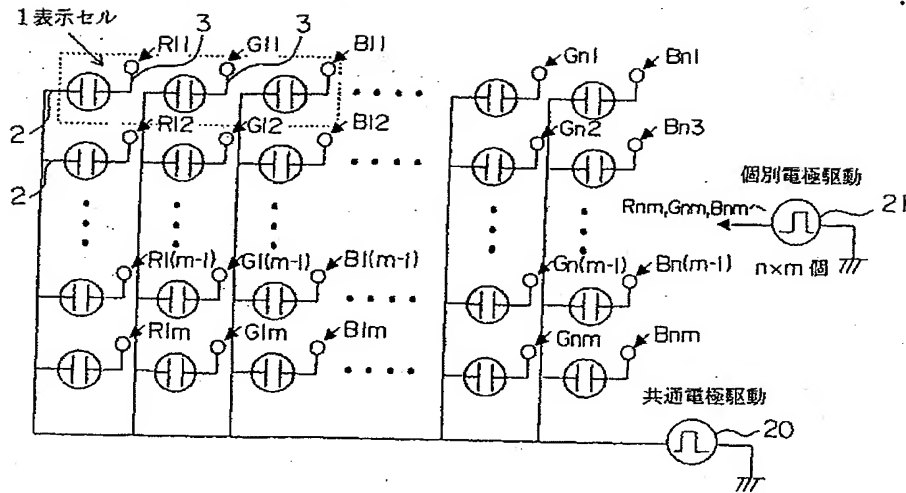 1表示セル
R11 3 G11 3 B11 Gn1 Bn1
2 R12 G12 B12 Gn2 Bn3
2
個別電極駆動
Rnm,Gnm,Bnm 21
n×m 個
R1(m-1) G1(m-1) B1(m-1) Gn(m-1) Bn(m-1)
R1m G1m B1m Gnm Bnm
共通電極駆動
20